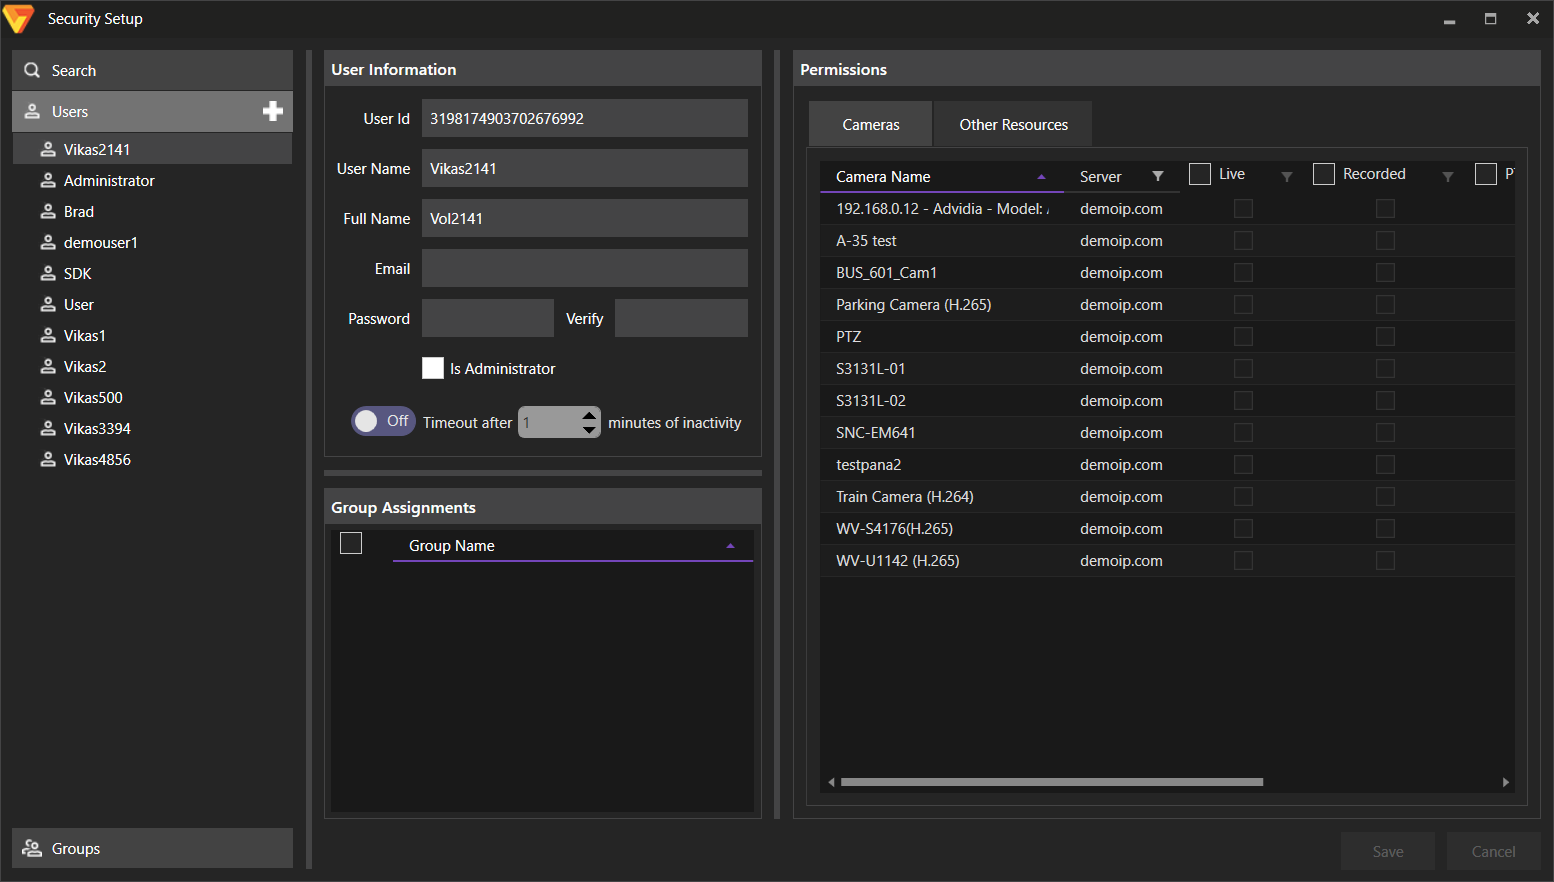 Security Setup
Search
Users
Vikas2141
Administrator
Brad
demouser1
SDK
User
Vikas1
Vikas2
Vikas500
Vikas3394
Vikas4856
Groups
User Information
User Id 3198174903702676992
User Name Vikas2141
Full Name Vol2141
Email
Password Verify
Is Administrator
Off Timeout after 1 minutes of inactivity
Group Assignments
Group Name
Permissions
Cameras Other Resources
Camera Name Server Live Recorded
192.168.0.12 - Advidia - Model: demoip.com
A-35 test demoip.com
BUS_601_Cam1 demoip.com
Parking Camera (H.265) demoip.com
PTZ demoip.com
S3131L-01 demoip.com
S3131L-02 demoip.com
SNC-EM641 demoip.com
testpana2 demoip.com
Train Camera (H.264) demoip.com
WV-S4176(H.265) demoip.com
WV-U1142 (H.265) demoip.com
Save Cancel